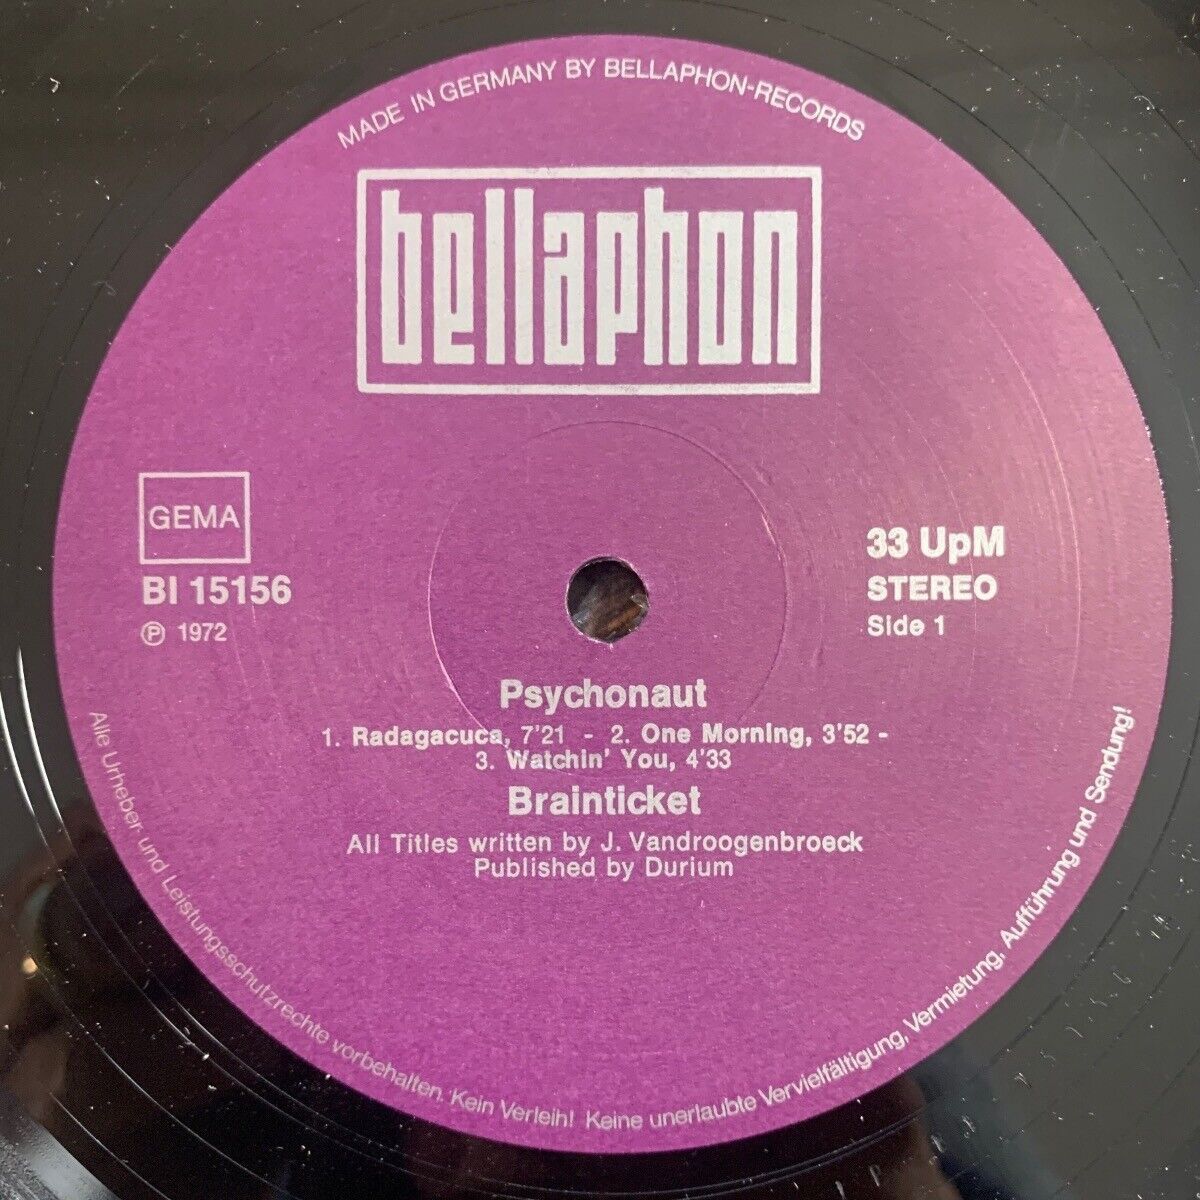 MADE IN GERMANY BY BELLAPHON-RECORDS
bellaphon
GEMA
BI 15156
Ⓟ 1972
33 UpM
STEREO
Side 1
Psychonaut
1. Radagacuca, 7'21 - 2. One Morning, 3'52 -
3. Watchin' You, 4'33
Brainticket
All Titles written by J. Vandroogenbroeck
Published by Durium
Alle Urheber und Leistungsschutzrechte vorbehalten. Kein Verleih! Keine unerlaubte Vervielfältigung, Vermietung, Aufführung und Sendung!